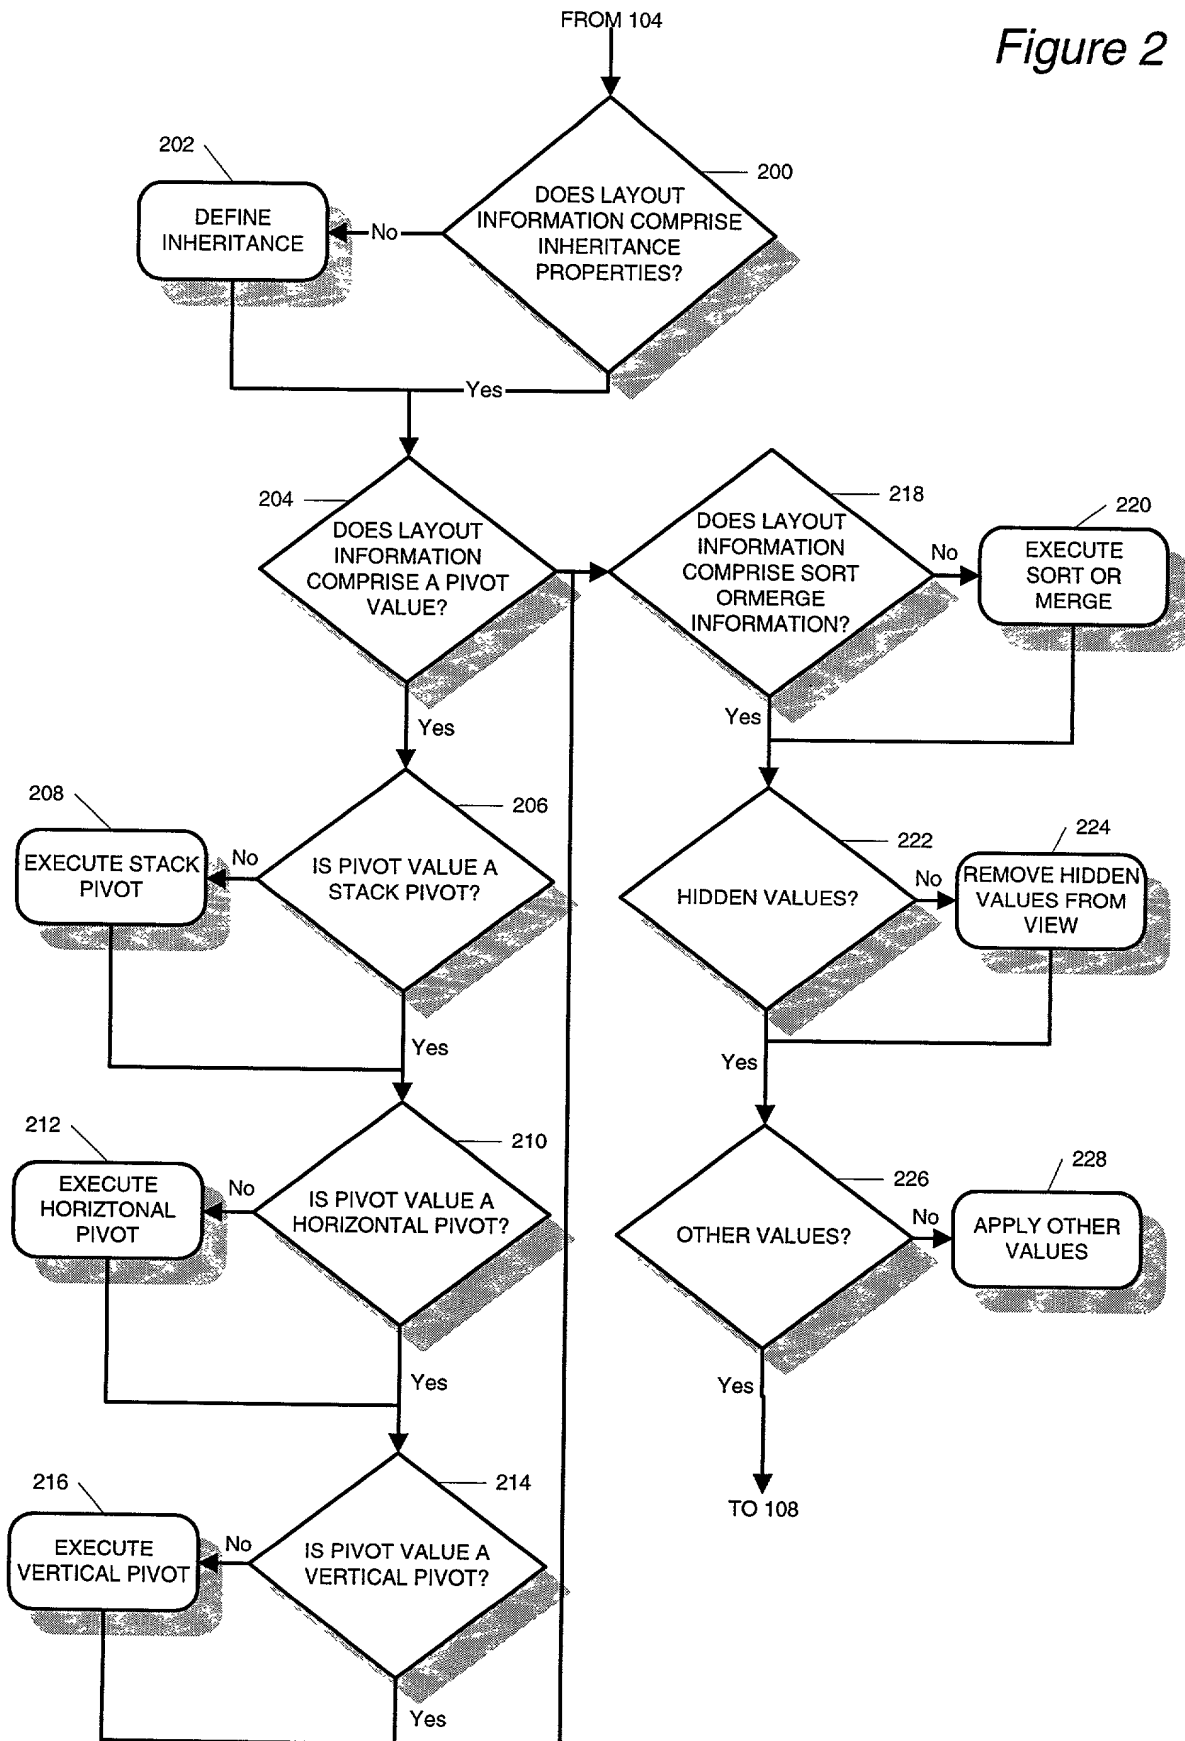 FROM 104
Figure 2
202
200
DEFINE
INHERITANCE
No
DOES LAYOUT
INFORMATION COMPRISE
INHERITANCE
PROPERTIES?
Yes
204
DOES LAYOUT
INFORMATION
COMPRISE A PIVOT
VALUE?
Yes
218
DOES LAYOUT
INFORMATION
COMPRISE SORT
ORMERGE
INFORMATION?
No
220
EXECUTE
SORT OR
MERGE
Yes
208
206
EXECUTE STACK
PIVOT
No
IS PIVOT VALUE A
STACK PIVOT?
Yes
222
HIDDEN VALUES?
No
224
REMOVE HIDDEN
VALUES FROM
VIEW
Yes
212
210
EXECUTE
HORIZTONAL
PIVOT
No
IS PIVOT VALUE A
HORIZONTAL PIVOT?
Yes
226
OTHER VALUES?
No
228
APPLY OTHER
VALUES
Yes
TO 108
216
214
EXECUTE
VERTICAL PIVOT
No
IS PIVOT VALUE A
VERTICAL PIVOT?
Yes